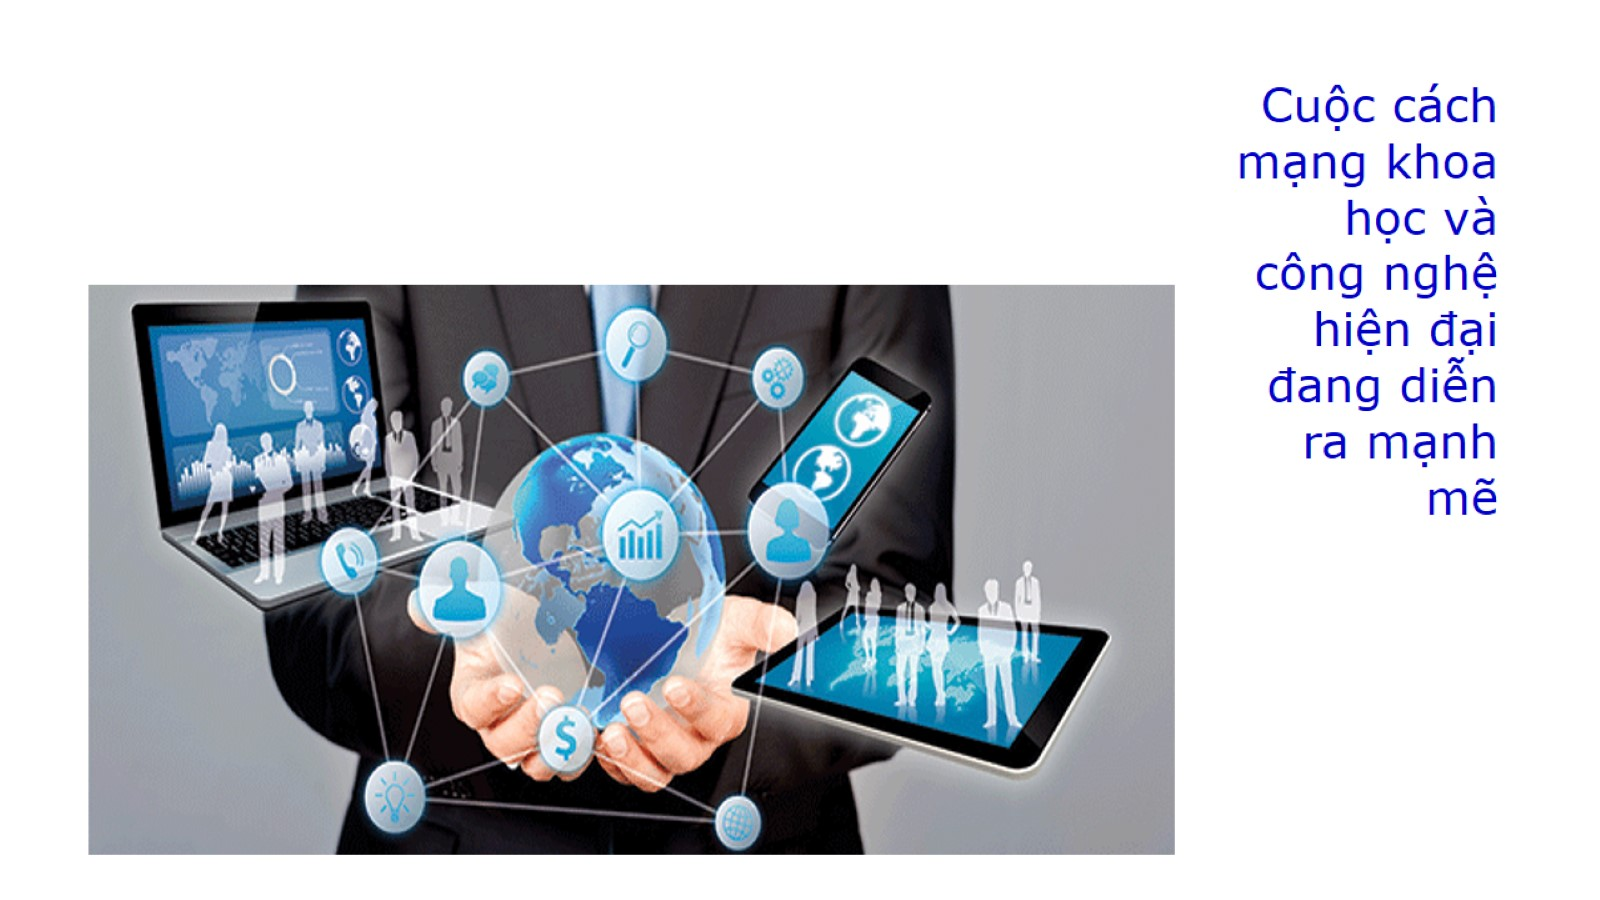 Cuộc cách
mạng khoa
học và
công nghệ
hiện đại
đang diễn
ra mạnh
mẽ
$